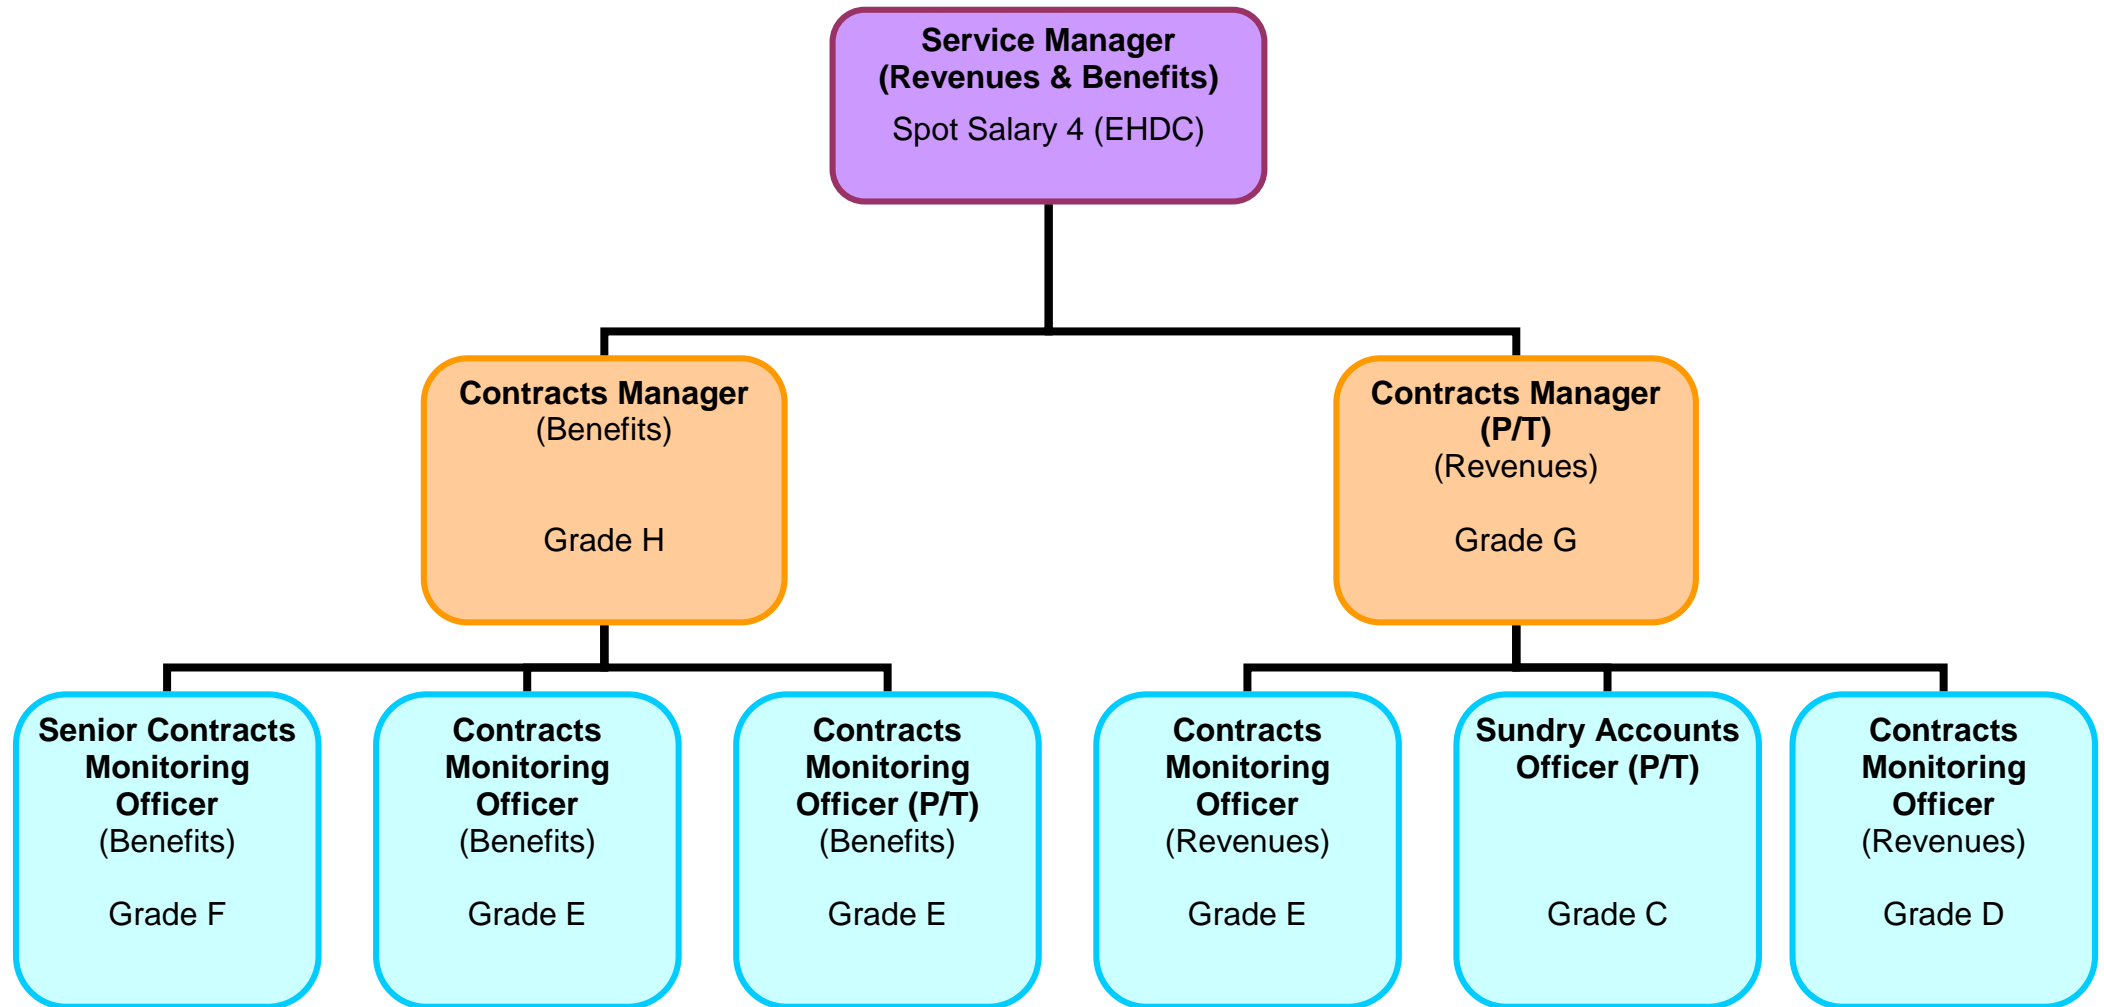 Service Manager
(Revenues & Benefits)
Spot Salary 4 (EHDC)
Contracts Manager
(Benefits)
Grade H
Contracts Manager
(P/T)
(Revenues)
Grade G
Senior Contracts
Monitoring
Officer
(Benefits)
Grade F
Contracts
Monitoring
Officer
(Benefits)
Grade E
Contracts
Monitoring
Officer (P/T)
(Benefits)
Grade E
Contracts
Monitoring
Officer
(Revenues)
Grade E
Sundry Accounts
Officer (P/T)
Grade C
Contracts
Monitoring
Officer
(Revenues)
Grade D